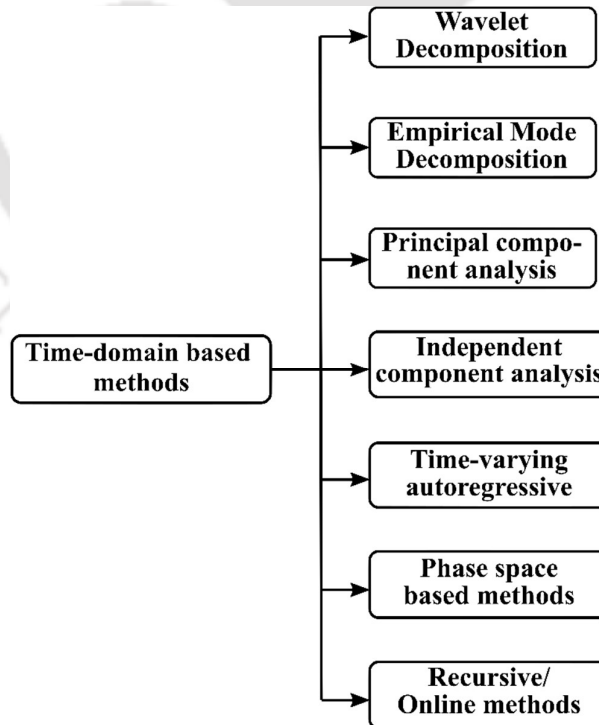 Wavelet
Decomposition
Empirical Mode
Decomposition
Principal compo-
nent analysis
Time-domain based
methods
Independent
component analysis
Time-varying
autoregressive
Phase space
based methods
Recursive/
Online methods